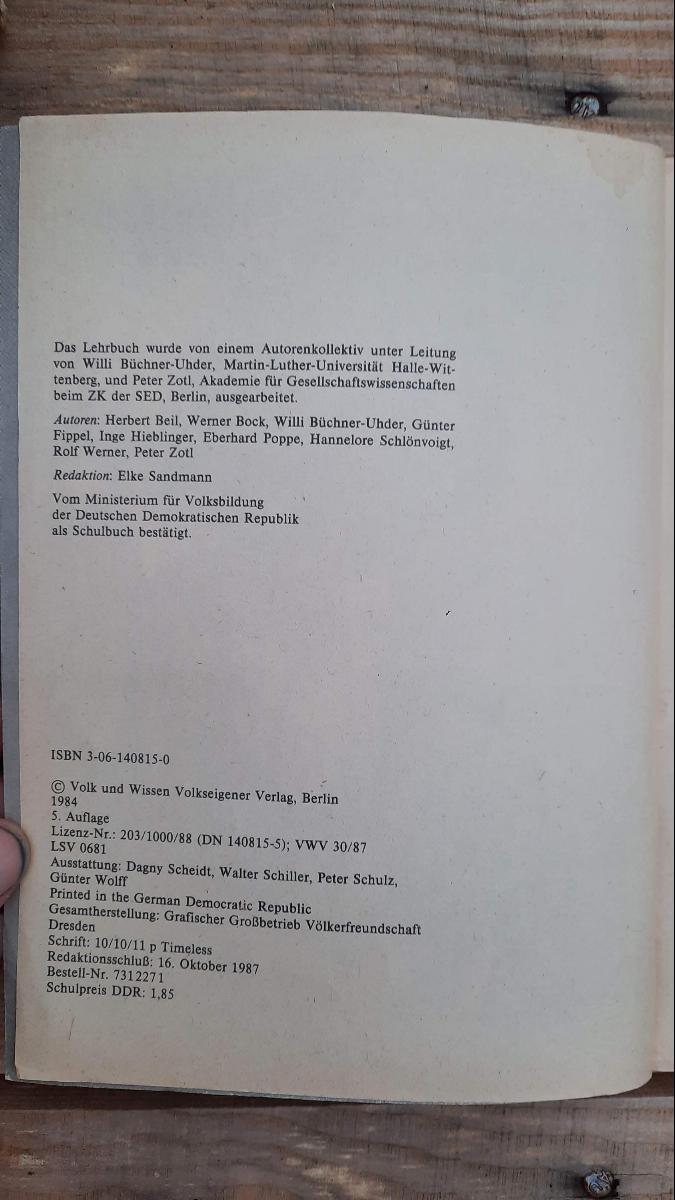 Das Lehrbuch wurde von einem Autorenkollektiv unter Leitung
von Willi Büchner-Uhder, Martin-Luther-Universität Halle-Wit-
tenberg, und Peter Zotl, Akademie für Gesellschaftswissenschaften
beim ZK der SED, Berlin, ausgearbeitet.
Autoren: Herbert Beil, Werner Bock, Willi Büchner-Uhder, Günter
Fippel, Inge Hieblinger, Eberhard Poppe, Hannelore Schlönvoigt,
Rolf Werner, Peter Zotl
Redaktion: Elke Sandmann
Vom Ministerium für Volksbildung
der Deutschen Demokratischen Republik
als Schulbuch bestätigt.
ISBN 3-06-140815-0
© Volk und Wissen Volkseigener Verlag, Berlin
1984
5. Auflage
Lizenz-Nr.: 203/1000/88 (DN 140815-5); VWV 30/87
LSV 0681
Ausstattung: Dagny Scheidt, Walter Schiller, Peter Schulz,
Günter Wolff
Printed in the German Democratic Republic
Gesamtherstellung: Grafischer Großbetrieb Völkerfreundschaft
Dresden
Schrift: 10/10/11 p Timeless
Redaktionsschluß: 16. Oktober 1987
Bestell-Nr. 7312271
Schulpreis DDR: 1,85